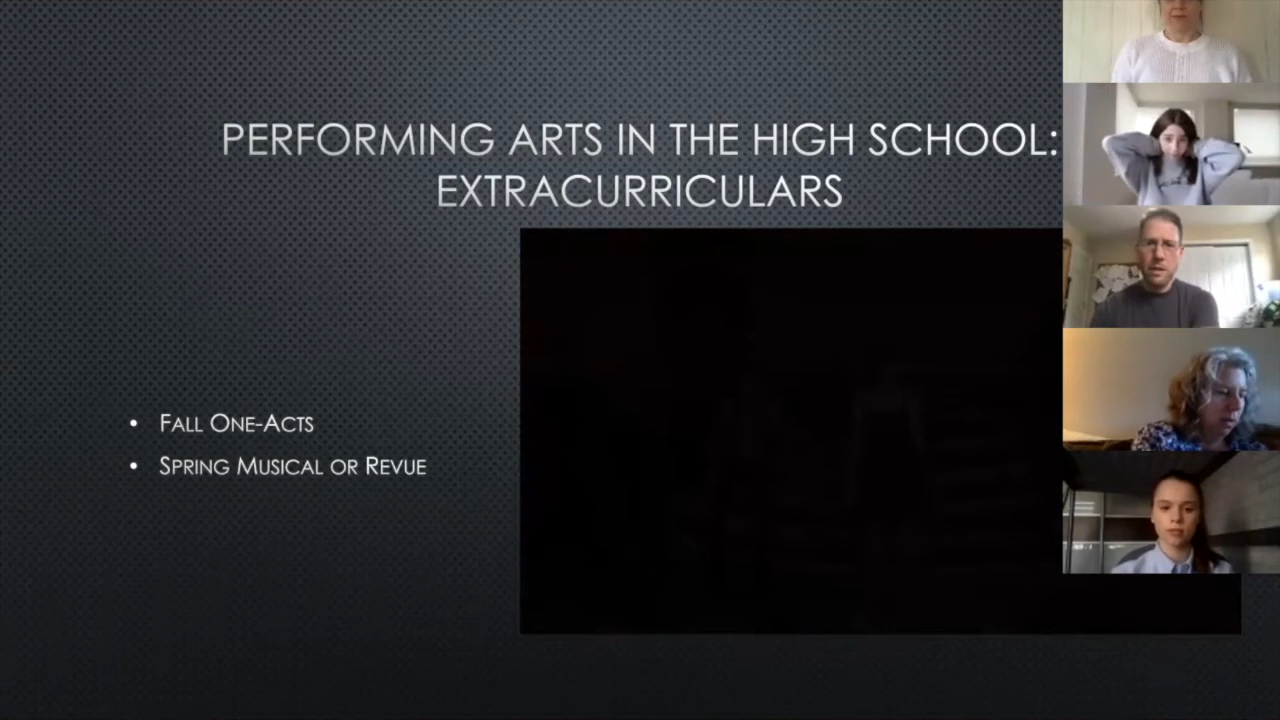 PERFORMING ARTS IN THE HIGH SCHOOL:
EXTRACURRICULARS
• FALL ONE-ACTS
• SPRING MUSICAL OR REVUE